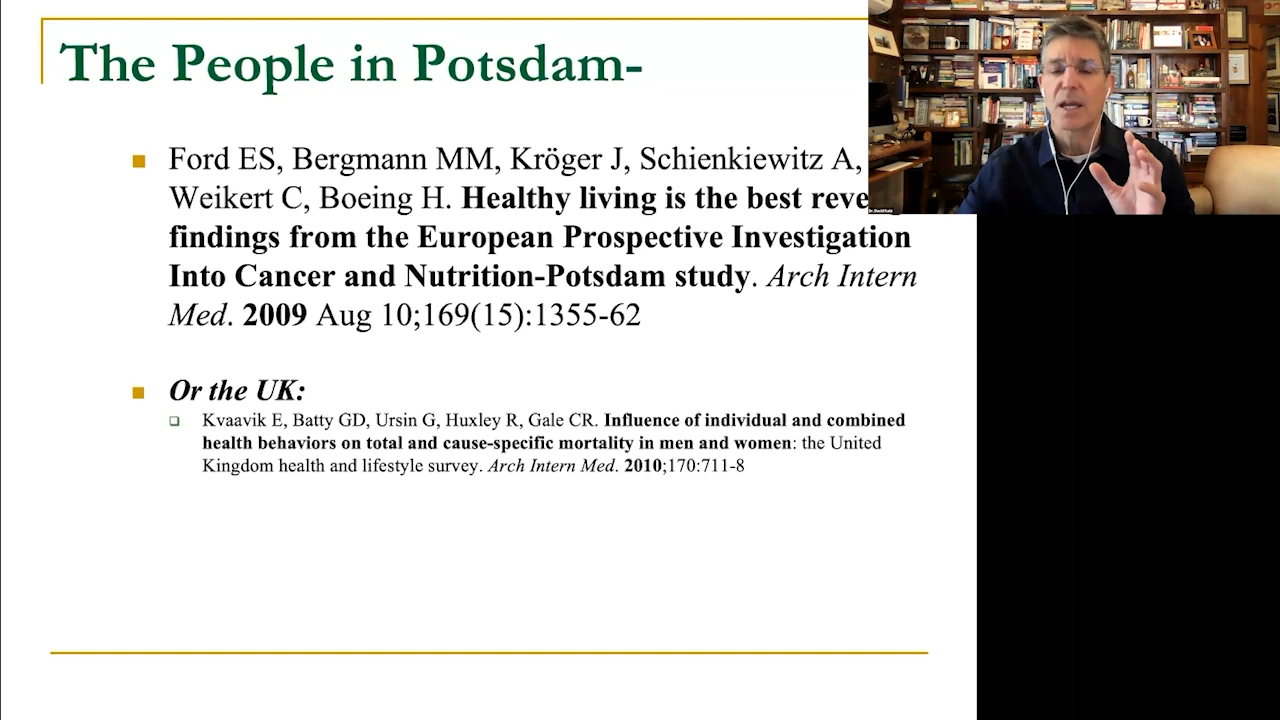 The People in Potsdam-
Ford ES, Bergmann MM, Kröger J, Schienkiewitz A,
Weikert C, Boeing H. Healthy living is the best reve
findings from the European Prospective Investigation
Into Cancer and Nutrition-Potsdam study. Arch Intern
Med. 2009 Aug 10;169(15):1355-62
Or the UK:
Kvaavik E, Batty GD, Ursin G, Huxley R, Gale CR. Influence of individual and combined
health behaviors on total and cause-specific mortality in men and women: the United
Kingdom health and lifestyle survey. Arch Intern Med. 2010;170:711-8
Dr. David Katz